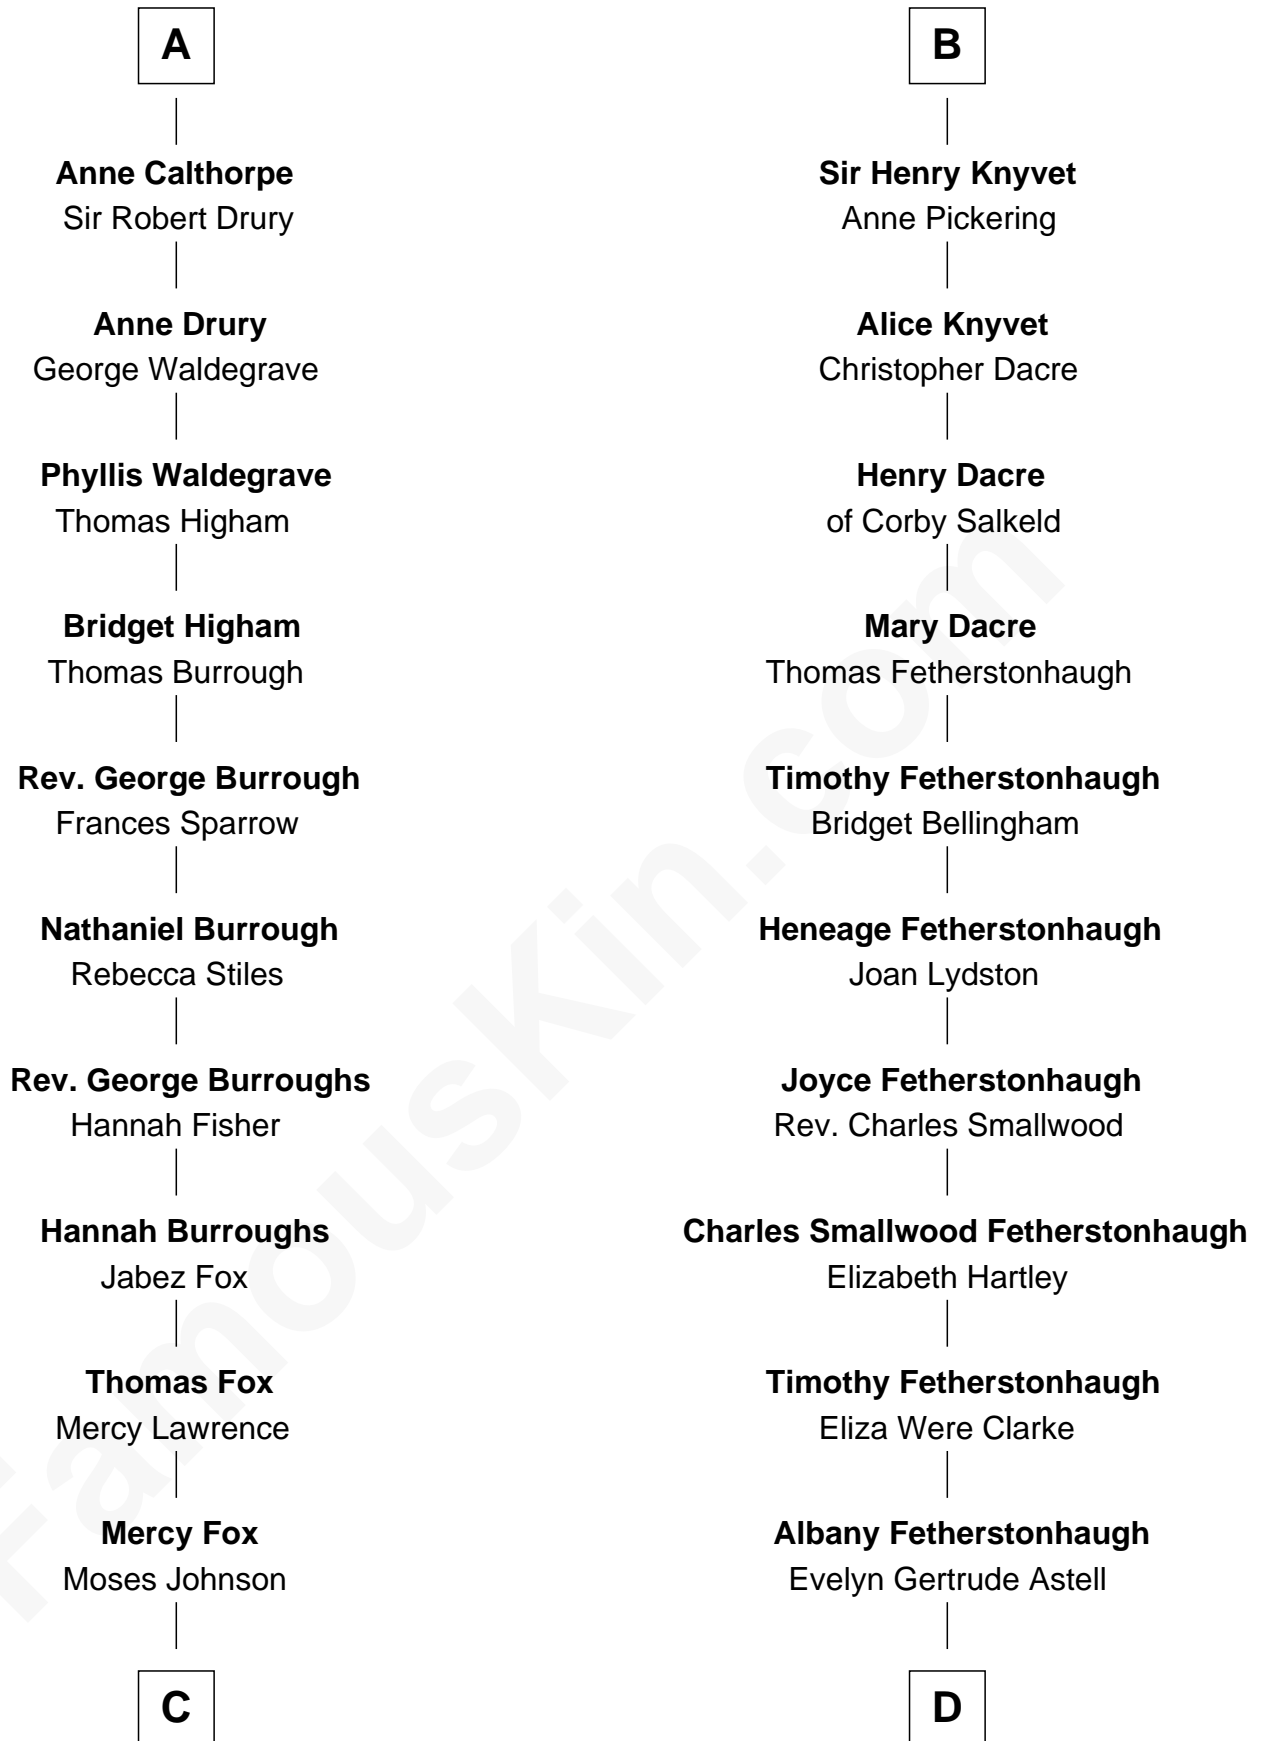 A
Anne Calthorpe
Sir Robert Drury
Anne Drury
George Waldegrave
Phyllis Waldegrave
Thomas Higham
Bridget Higham
Thomas Burrough
Rev. George Burrough
Frances Sparrow
Nathaniel Burrough
Rebecca Stiles
Rev. George Burroughs
Hannah Fisher
Hannah Burroughs
Jabez Fox
Thomas Fox
Mercy Lawrence
Mercy Fox
Moses Johnson
C
B
Sir Henry Knyvet
Anne Pickering
Alice Knyvet
Christopher Dacre
Henry Dacre
of Corby Salkeld
Mary Dacre
Thomas Fetherstonhaugh
Timothy Fetherstonhaugh
Bridget Bellingham
Heneage Fetherstonhaugh
Joan Lydston
Joyce Fetherstonhaugh
Rev. Charles Smallwood
Charles Smallwood Fetherstonhaugh
Elizabeth Hartley
Timothy Fetherstonhaugh
Eliza Were Clarke
Albany Fetherstonhaugh
Evelyn Gertrude Astell
D
FamousKin.com